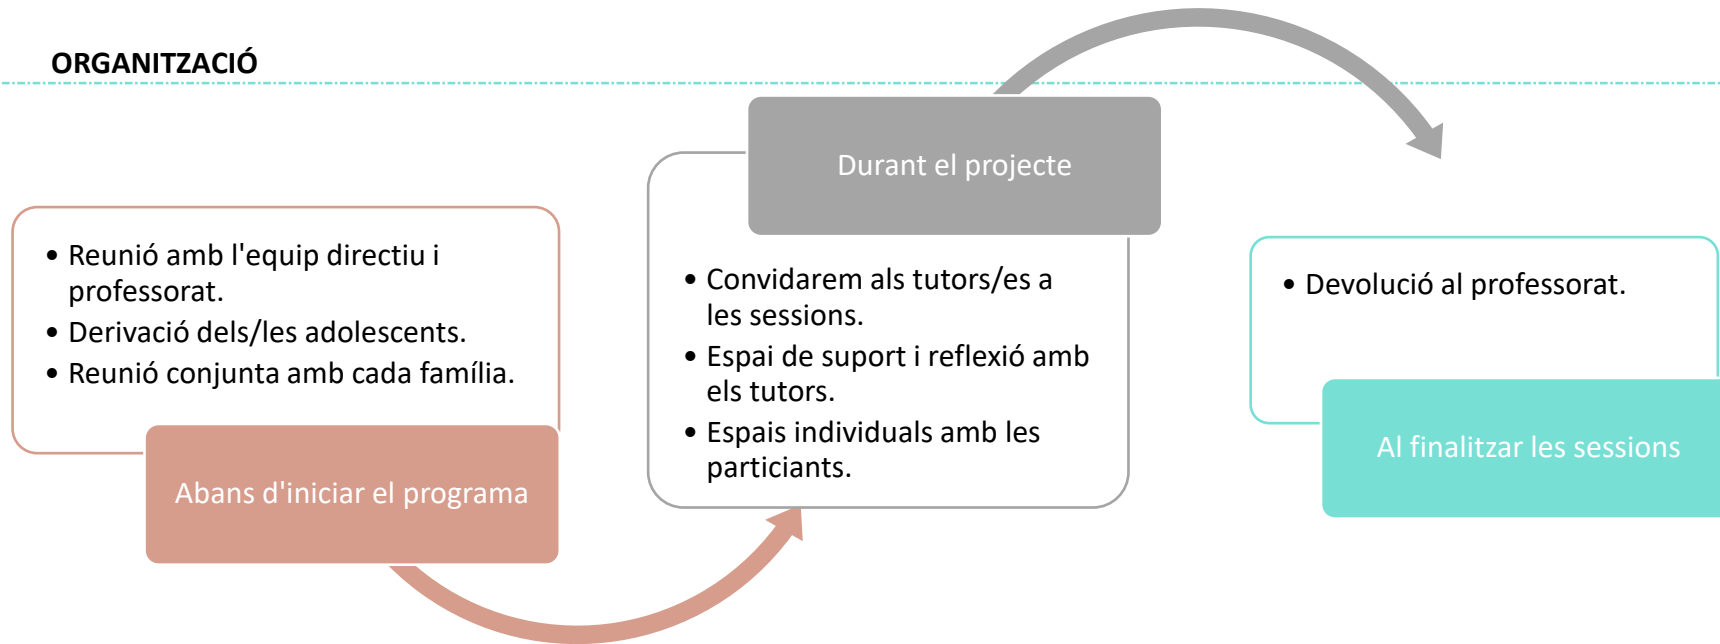 ORGANITZACIÓ
• Reunió amb l'equip directiu i
professorat.
• Derivació dels/les adolescents.
• Reunió conjunta amb cada família.
Abans d'iniciar el programa
Durant el projecte
• Convidarem als tutors/es a
les sessions.
• Espai de suport i reflexió amb
els tutors.
• Espais individuals amb les
particiants.
• Devolució al professorat.
Al finalitzar les sessions